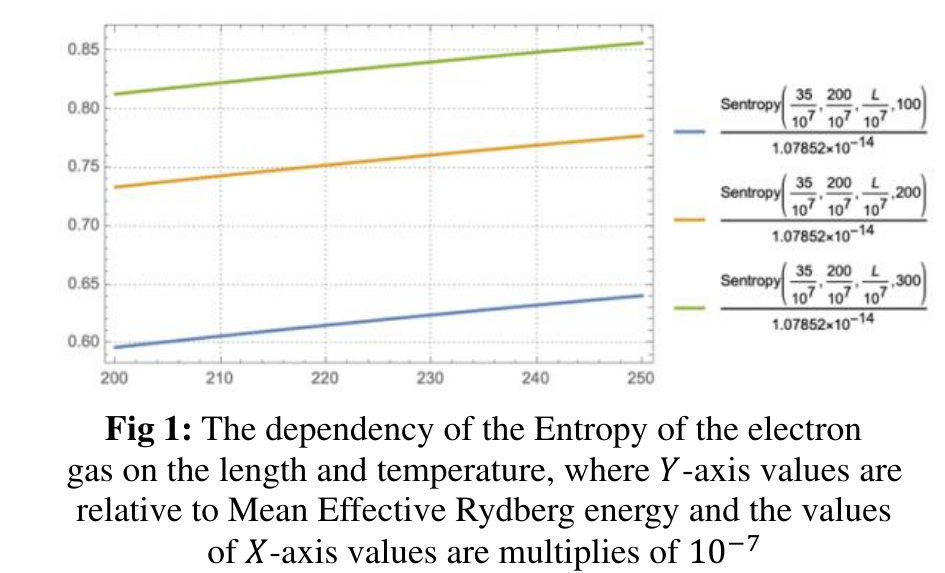 0.85
0.80
0.75
0.70
0.65
0.60
200 210 220 230 240 250
Sentropy(35/10^7, 200/10^7, L/10^7, 100)
1.07852×10^−14
Sentropy(35/10^7, 200/10^7, L/10^7, 200)
1.07852×10^−14
Sentropy(35/10^7, 200/10^7, L/10^7, 300)
1.07852×10^−14
Fig 1: The dependency of the Entropy of the electron
gas on the length and temperature, where Y-axis values are
relative to Mean Effective Rydberg energy and the values
of X-axis values are multiplies of 10^−7